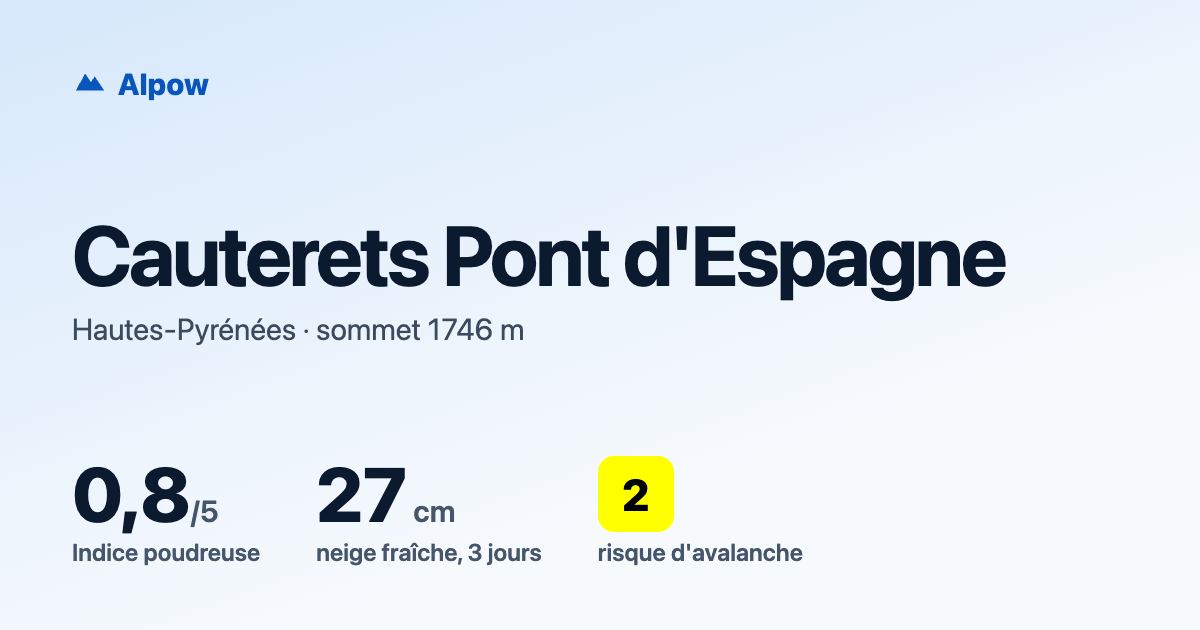 Alpow
Cauterets Pont d'Espagne
Hautes-Pyrénées · sommet 1746 m
0,8/5
27 cm
2
Indice poudreuse
neige fraîche, 3 jours
risque d'avalanche